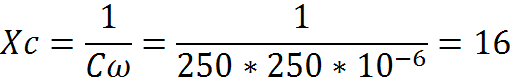 Xc = 1/(Cω) = 1/(250 * 250 * 10⁻⁶) = 16